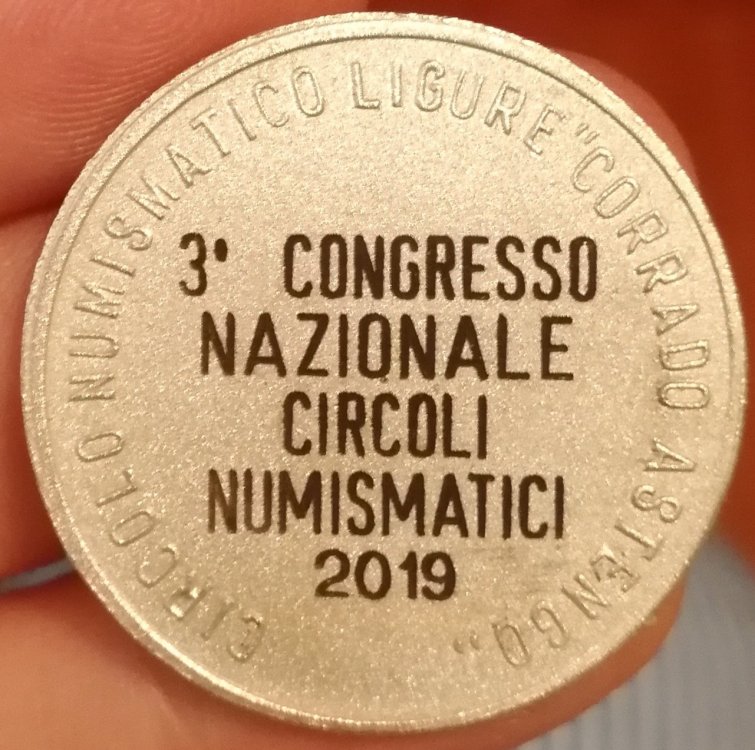 CIRCOLO NUMISMATICO LIGURE "CORRADO ASTENGO"
3° CONGRESSO
NAZIONALE
CIRCOLI
NUMISMATICI
2019